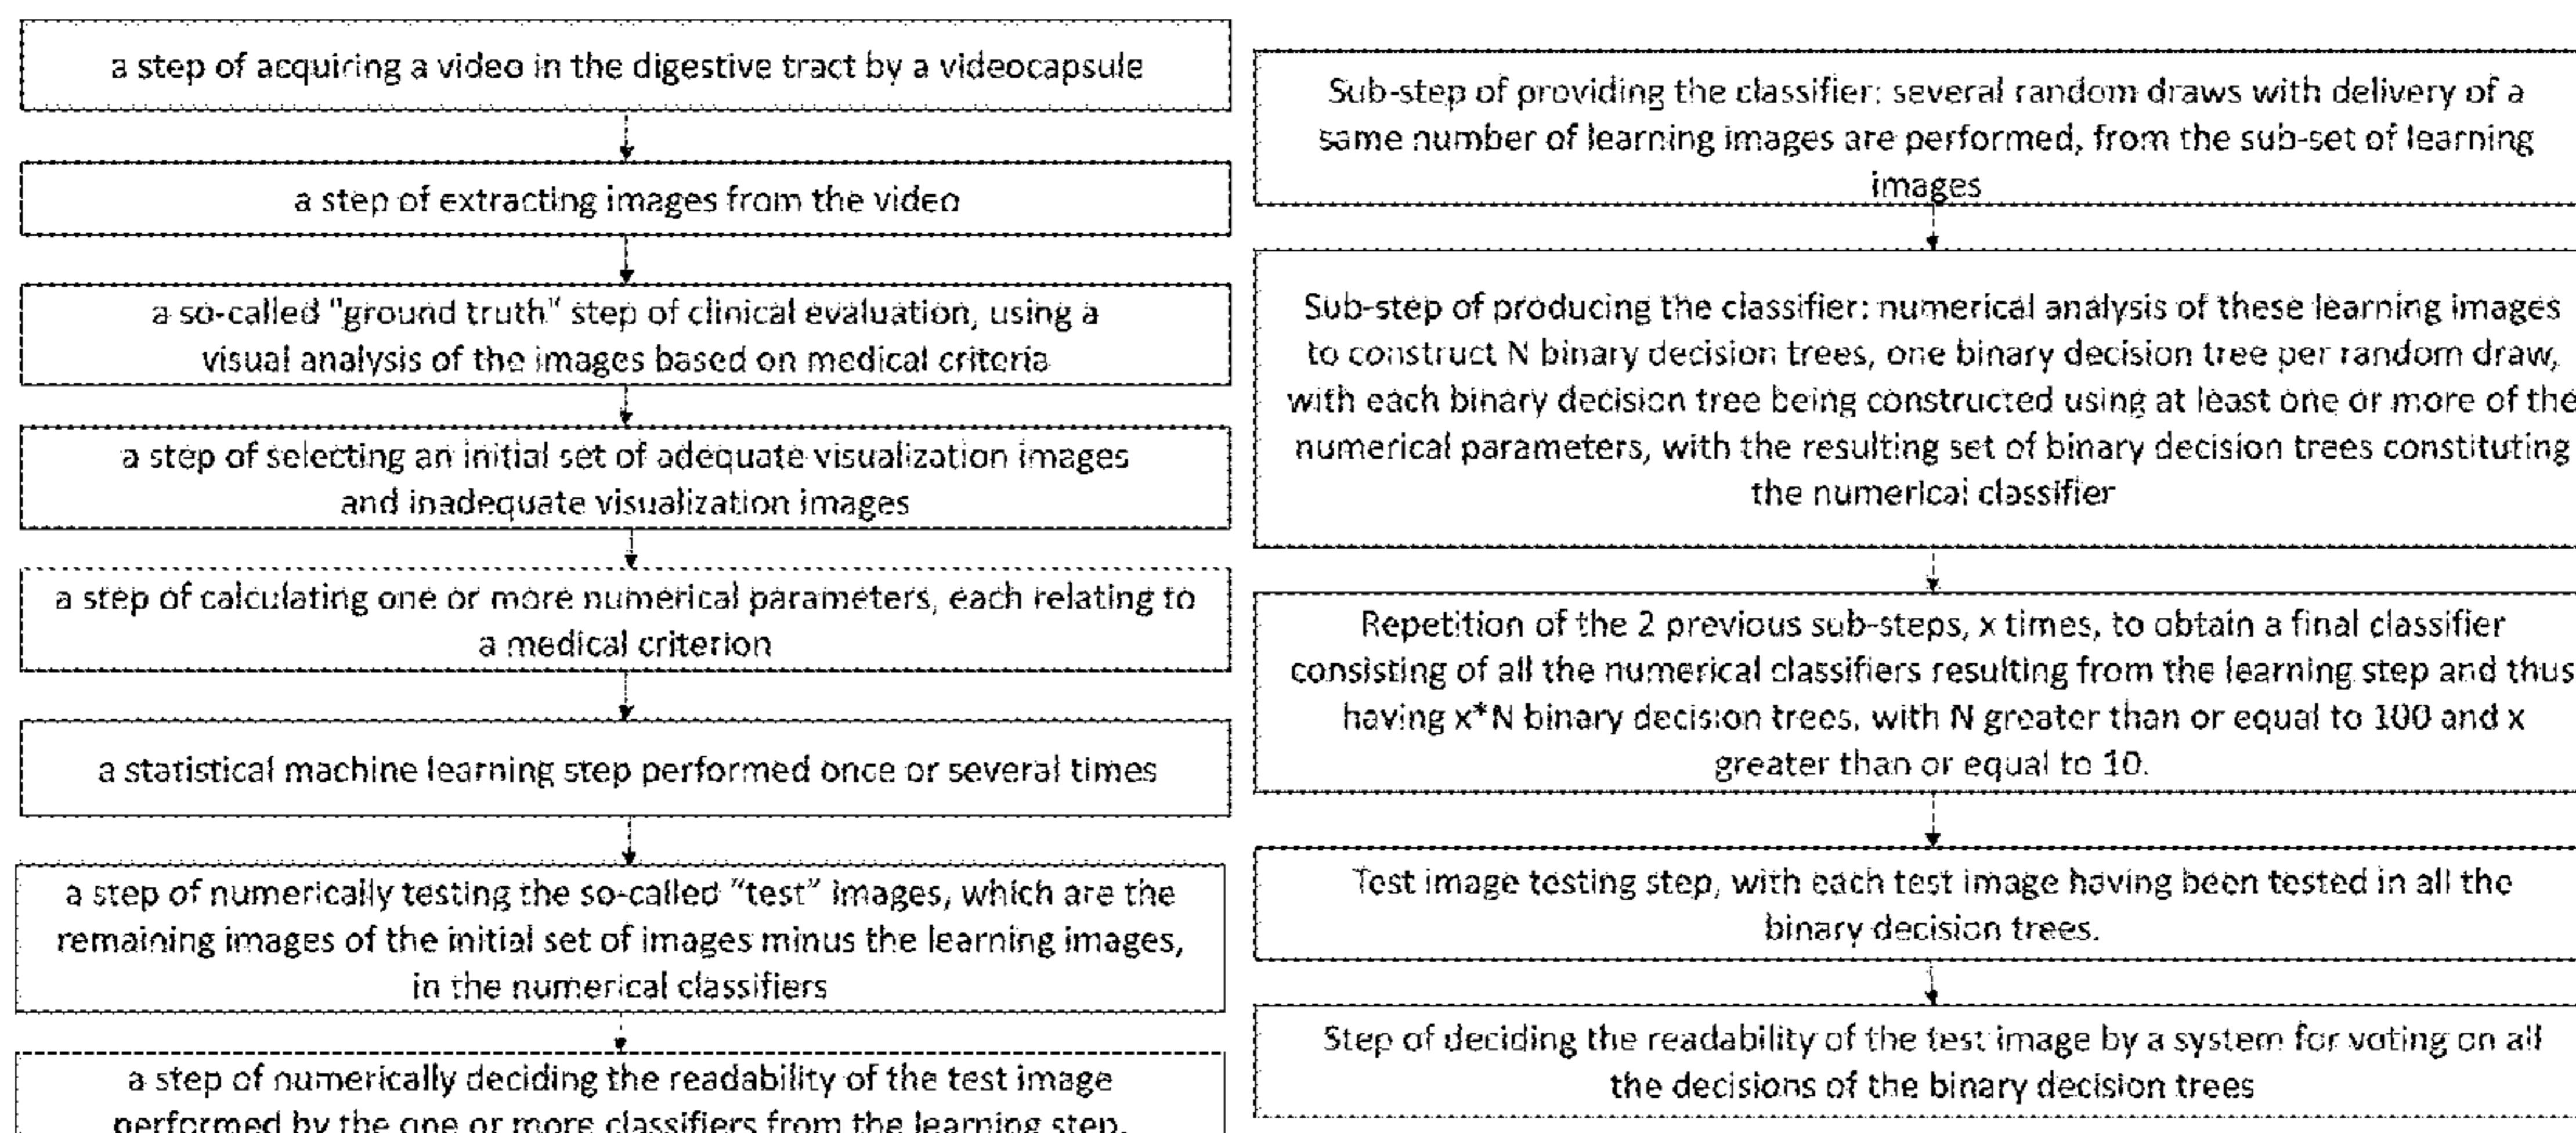 a step of acquiring a video in the digestive tract by a videocapsule
a step of extracting images from the video
a so-called "ground truth" step of clinical evaluation, using a
visual analysis of the images based on medical criteria
a step of selecting an initial set of adequate visualization images
and inadequate visualization images
a step of calculating one or more numerical parameters, each relating to
a medical criterion
a statistical machine learning step performed once or several times
a step of numerically testing the so-called "test" images, which are the
remaining images of the initial set of images minus the learning images,
in the numerical classifiers
a step of numerically deciding the readability of the test image
performed by the one or more classifiers from the learning step.
Sub-step of providing the classifier: several random draws with delivery of a
same number of learning images are performed, from the sub-set of learning
images
Sub-step of producing the classifier: numerical analysis of these learning images
to construct N binary decision trees, one binary decision tree per random draw,
with each binary decision tree being constructed using at least one or more of the
numerical parameters, with the resulting set of binary decision trees constituting
the numerical classifier
Repetition of the 2 previous sub-steps, x times, to obtain a final classifier
consisting of all the numerical classifiers resulting from the learning step and thus
having x*N binary decision trees, with N greater than or equal to 100 and x
greater than or equal to 10.
Test image testing step, with each test image having been tested in all the
binary decision trees.
Step of deciding the readability of the test image by a system for voting on all
the decisions of the binary decision trees